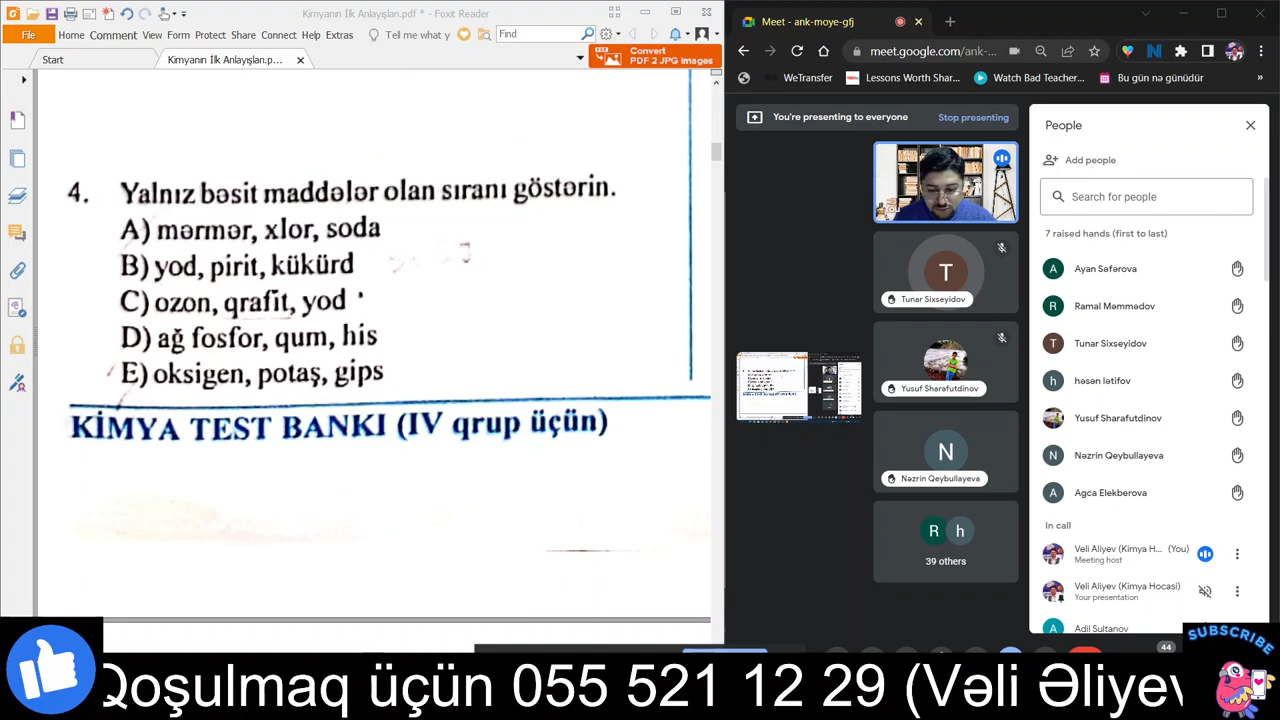 Kimyanın İlk Anlayışları.pdf * - Foxit Reader
File Home Comment View Form Protect Share Connect Help Extras Tell me what y Find
Start Kimyanın İlk Anlayışları.p...
Convert
PDF 2 JPG Images
4. Yalnız bəsit maddələr olan sıranı göstərin.
A) mərmər, xlor, soda
B) yod, pirit, kükürd
C) ozon, qrafit, yod
D) ağ fosfor, qum, his
E) oksigen, potaş, gips
KİMYA TEST BANKI (IV qrup üçün)
Meet - ank-moye-gfj
meet.google.com/ank-...
WeTransfer Lessons Worth Shar... Watch Bad Teacher... Bu gün nə günüdür »
You're presenting to everyone Stop presenting
T
Tunar Sixseyidov
Yusuf Sharafutdinov
N
Nəzrin Qeybullayeva
R h
39 others
People
Add people
Search for people
7 raised hands (first to last)
A Ayan Səfərova
R Ramal Məmmədov
T Tunar Sixseyidov
h həsən lətifov
Yusuf Sharafutdinov
N Nəzrin Qeybullayeva
A Agca Elekberova
In call
Veli Aliyev (Kimya H... (You)
Meeting host
Veli Aliyev (Kimya Hocasi)
Your presentation
A Adil Sultanov
44
SUBSCRIBE
Qoşulmaq üçün 055 521 12 29 (Vəli Əliyev